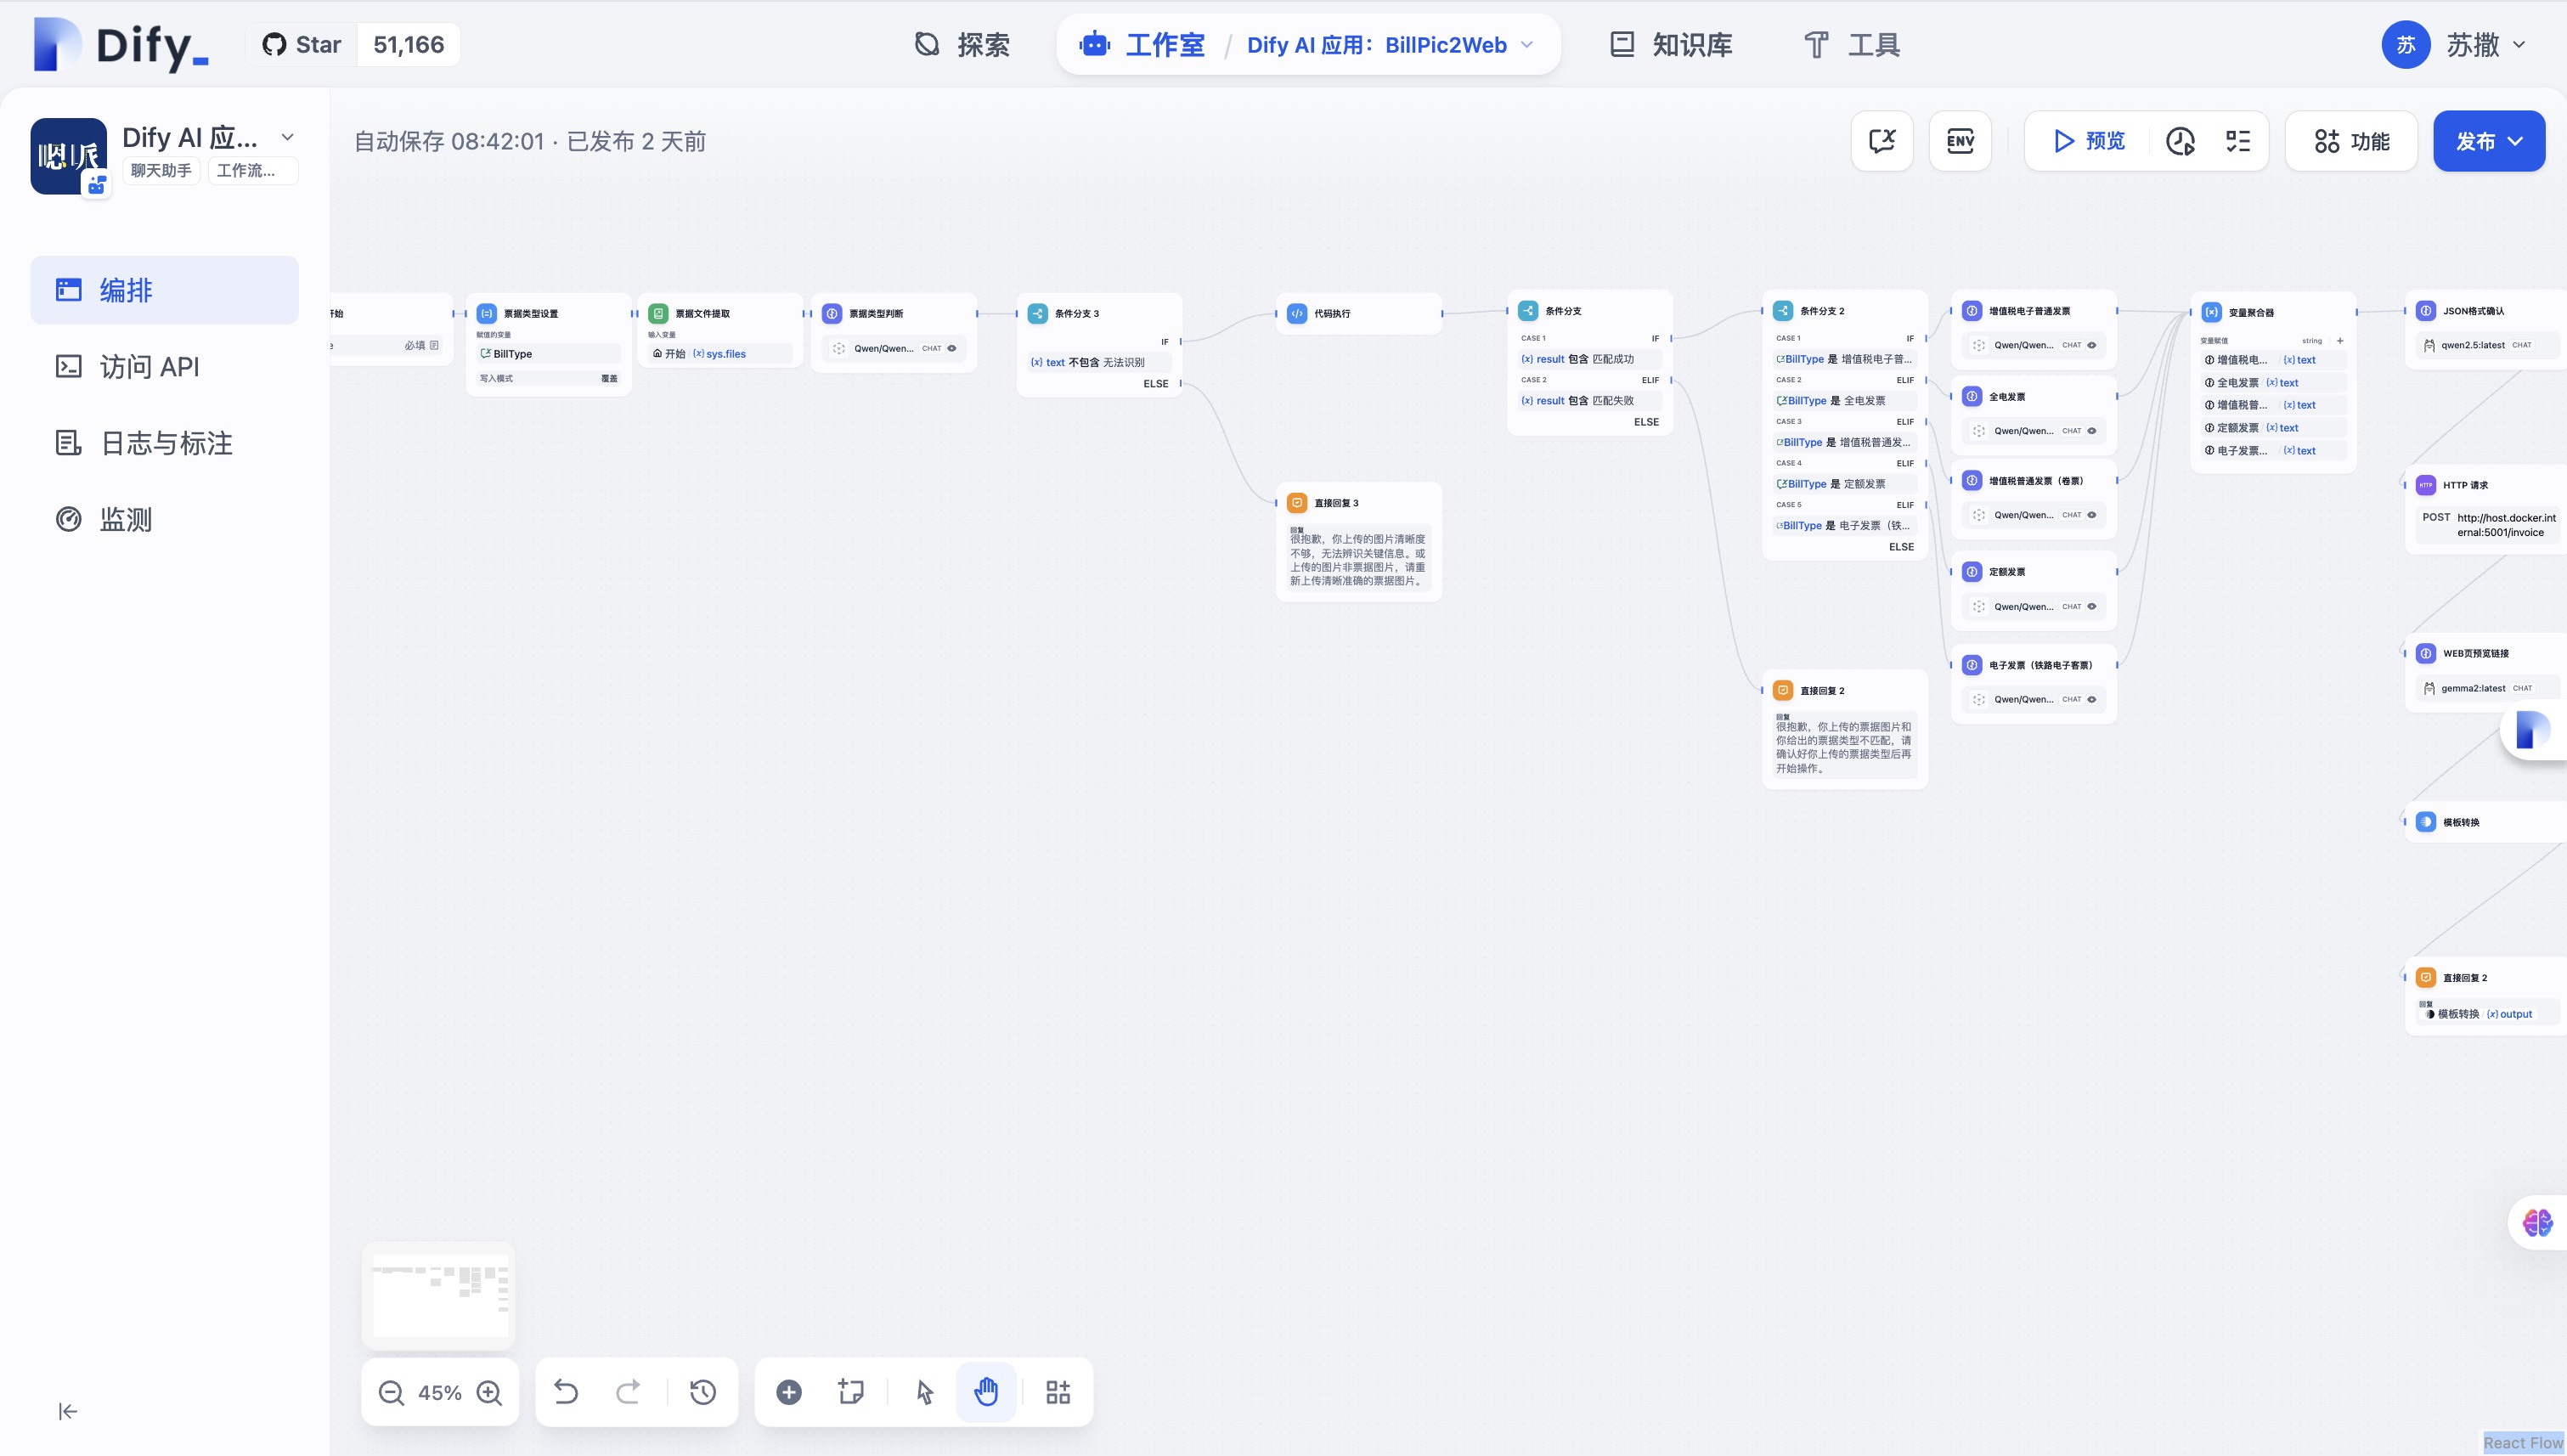 Dify_
Star 51,166
探索
工作室 / Dify AI 应用：BillPic2Web
知识库
工具
苏 苏撒
嗯派
Dify AI 应...
聊天助手 工作流...
编排
访问 API
日志与标注
监测
自动保存 08:42:01 · 已发布 2 天前
ENV
预览
功能
发布
开始
必填
票据类型设置
赋值的变量
BillType
写入模式 覆盖
票据文件提取
输入变量
开始 / (x) sys.files
票据类型判断
Qwen/Qwen... CHAT
条件分支 3
IF
(x) text 不包含 无法识别
ELSE
代码执行
直接回复 3
回复
很抱歉，你上传的图片清晰度
不够，无法辨识关键信息。或
上传的图片非票据图片，请重
新上传清晰准确的票据图片。
条件分支
CASE 1 IF
(x) result 包含 匹配成功
CASE 2 ELIF
(x) result 包含 匹配失败
ELSE
条件分支 2
CASE 1 IF
BillType 是 增值税电子普...
CASE 2 ELIF
BillType 是 全电发票
CASE 3 ELIF
BillType 是 增值税普通发...
CASE 4 ELIF
BillType 是 定额发票
CASE 5 ELIF
BillType 是 电子发票（铁...
ELSE
直接回复 2
回复
很抱歉，你上传的票据图片和
你给出的票据类型不匹配，请
确认好你上传的票据类型后再
开始操作。
增值税电子普通发票
Qwen/Qwen... CHAT
全电发票
Qwen/Qwen... CHAT
增值税普通发票（卷票）
Qwen/Qwen... CHAT
定额发票
Qwen/Qwen... CHAT
电子发票（铁路电子客票）
Qwen/Qwen... CHAT
变量聚合器
变量赋值 string +
增值税电... / (x) text
全电发票 / (x) text
增值税普... / (x) text
定额发票 / (x) text
电子发票... / (x) text
JSON格式确认
qwen2.5:latest CHAT
HTTP 请求
POST http://host.docker.int
ernal:5001/invoice
WEB页预览链接
gemma2:latest CHAT
模板转换
直接回复 2
回复
模板转换 / (x) output
45%
React Flow